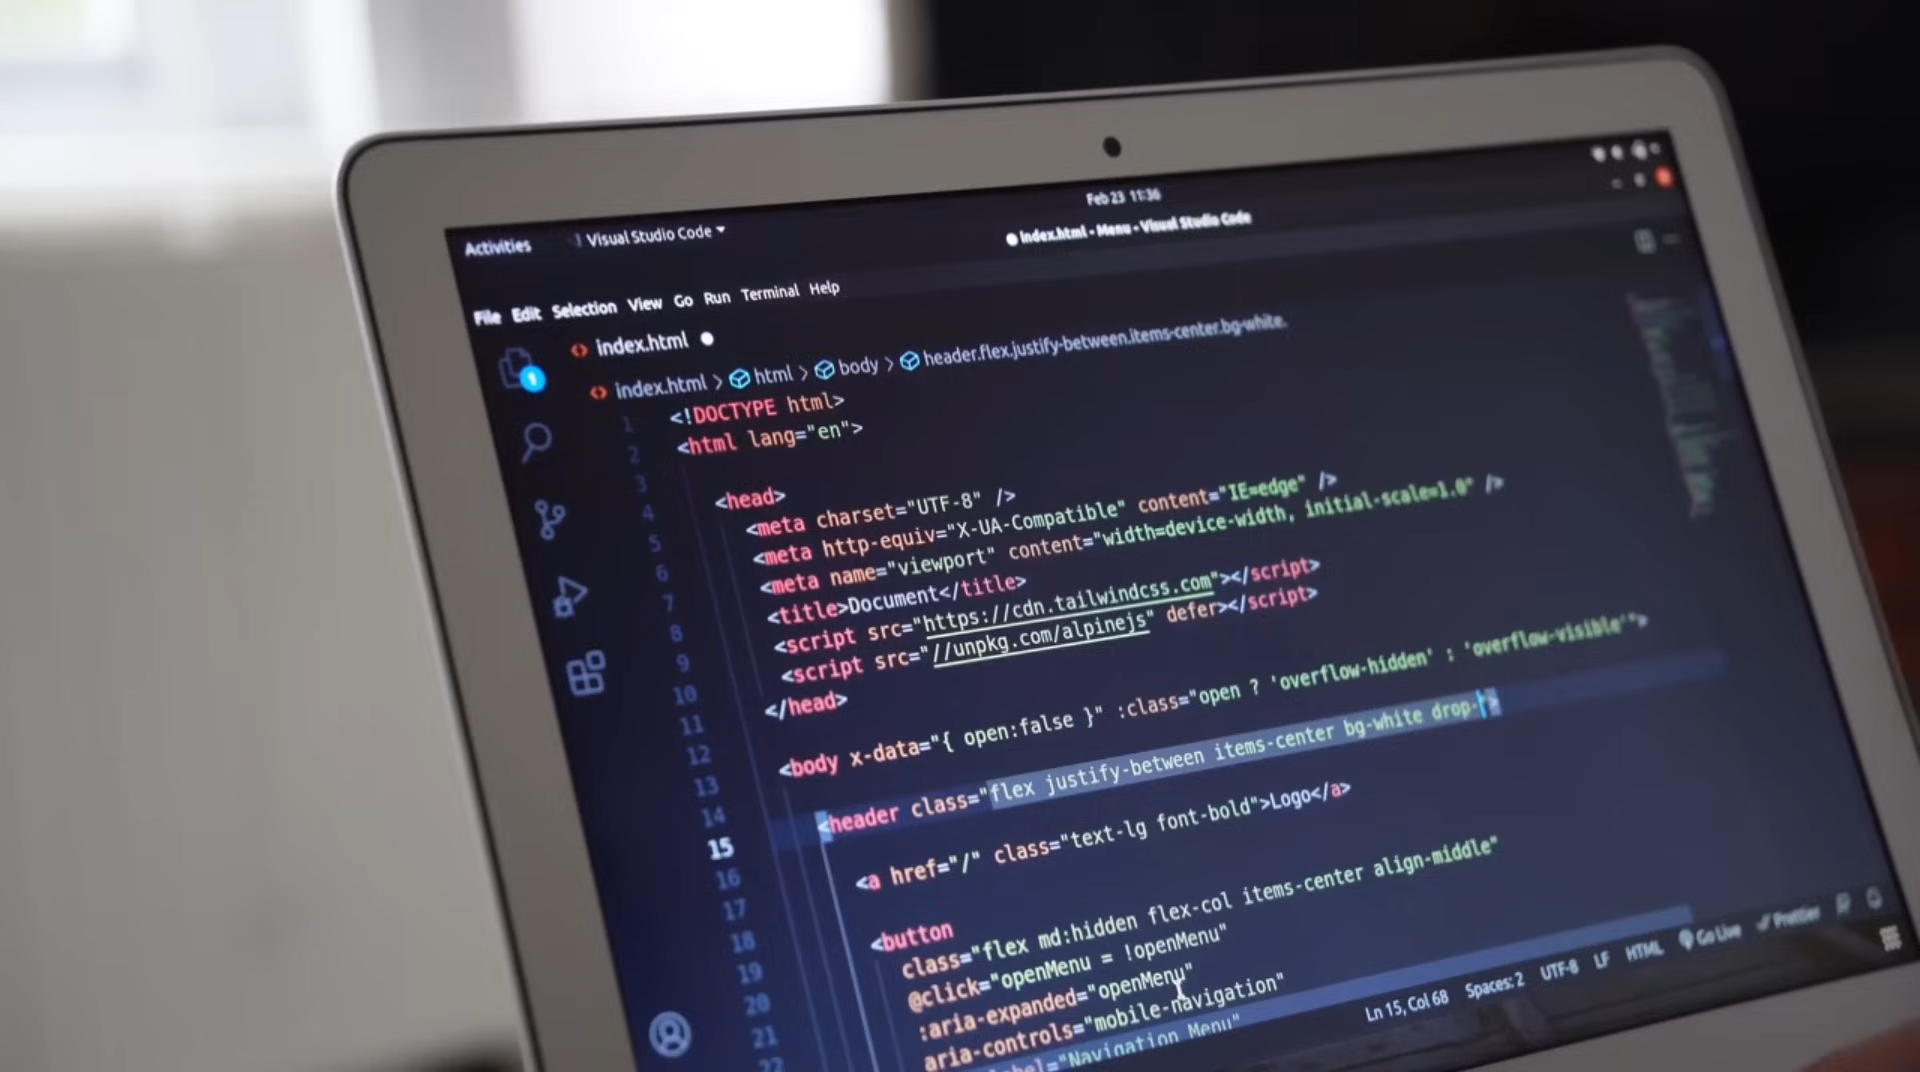 Feb 23 11:36
Activities
Visual Studio Code
index.html - Menu - Visual Studio Code
File Edit Selection View Go Run Terminal Help
index.html
index.html > html > body > header.flex.justify-between.items-center.bg-white.
1 <!DOCTYPE html>
2 <html lang="en">
3
4 <head>
5 <meta charset="UTF-8" />
6 <meta http-equiv="X-UA-Compatible" content="IE=edge" />
7 <meta name="viewport" content="width=device-width, initial-scale=1.0" />
8 <title>Document</title>
9 <script src="https://cdn.tailwindcss.com"></script>
10 <script src="//unpkg.com/alpinejs" defer></script>
11 </head>
12
13 <body x-data="{ open:false }" :class="open ? 'overflow-hidden' : 'overflow-visible'">
14
15 <header class="flex justify-between items-center bg-white drop-">
16
17 <a href="/" class="text-lg font-bold">Logo</a>
18
19 <button
20 class="flex md:hidden flex-col items-center align-middle"
21 @click="openMenu = !openMenu"
22 :aria-expanded="openMenu"
aria-controls="mobile-navigation"
label="Navigation Menu"
Ln 15, Col 68 Spaces: 2 UTF-8 LF HTML Go Live Prettier